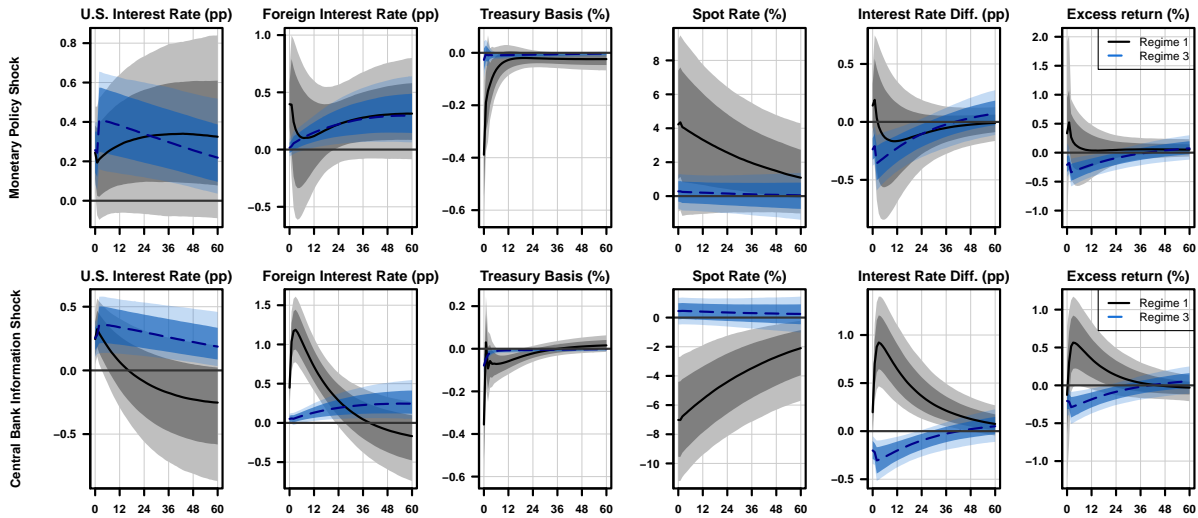 U.S. Interest Rate (pp) Foreign Interest Rate (pp) Treasury Basis (%) Spot Rate (%) Interest Rate Diff. (pp) Excess return (%)
Monetary Policy Shock
0.8 0.6 0.4 0.2 0.0
1.0 0.5 0.0 −0.5
0.0 −0.2 −0.4 −0.6
8 6 4 2 0
0.5 0.0 −0.5
2.0 1.5 1.0 0.5 0.0 −0.5 −1.0
Regime 1
Regime 3
0 12 24 36 48 60 0 12 24 36 48 60 0 12 24 36 48 60 0 12 24 36 48 60 0 12 24 36 48 60 0 12 24 36 48 60
U.S. Interest Rate (pp) Foreign Interest Rate (pp) Treasury Basis (%) Spot Rate (%) Interest Rate Diff. (pp) Excess return (%)
Central Bank Information Shock
0.5 0.0 −0.5
1.5 1.0 0.5 0.0 −0.5
0.2 0.0 −0.2 −0.4 −0.6
0 −2 −4 −6 −8 −10
1.0 0.5 0.0 −0.5
1.0 0.5 0.0 −0.5 −1.0
Regime 1
Regime 3
0 12 24 36 48 60 0 12 24 36 48 60 0 12 24 36 48 60 0 12 24 36 48 60 0 12 24 36 48 60 0 12 24 36 48 60